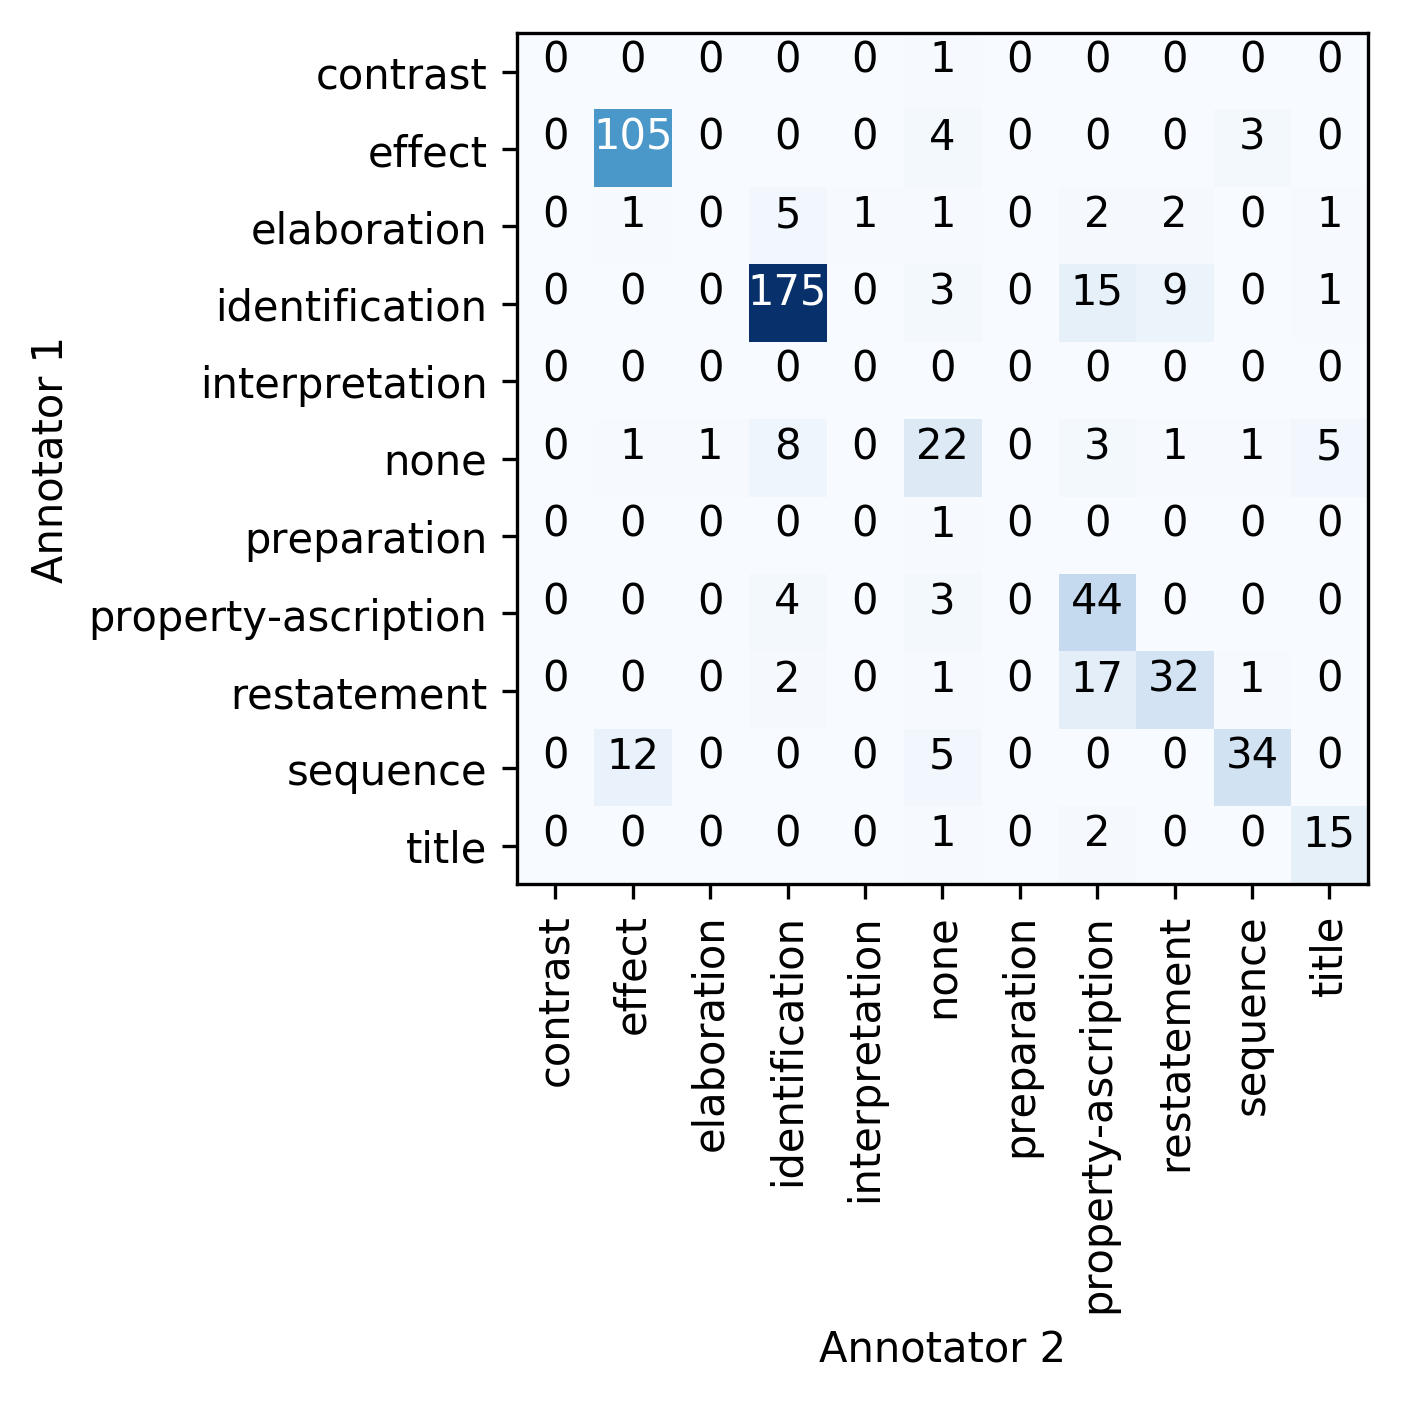 contrast 0 0 0 0 0 1 0 0 0 0 0
effect 0 105 0 0 0 4 0 0 0 3 0
elaboration 0 1 0 5 1 1 0 2 2 0 1
identification 0 0 0 175 0 3 0 15 9 0 1
interpretation 0 0 0 0 0 0 0 0 0 0 0
none 0 1 1 8 0 22 0 3 1 1 5
preparation 0 0 0 0 0 1 0 0 0 0 0
property-ascription 0 0 0 4 0 3 0 44 0 0 0
restatement 0 0 0 2 0 1 0 17 32 1 0
sequence 0 12 0 0 0 5 0 0 0 34 0
title 0 0 0 0 0 1 0 2 0 0 15
Annotator 1
contrast
effect
elaboration
identification
interpretation
none
preparation
property-ascription
restatement
sequence
title
Annotator 2